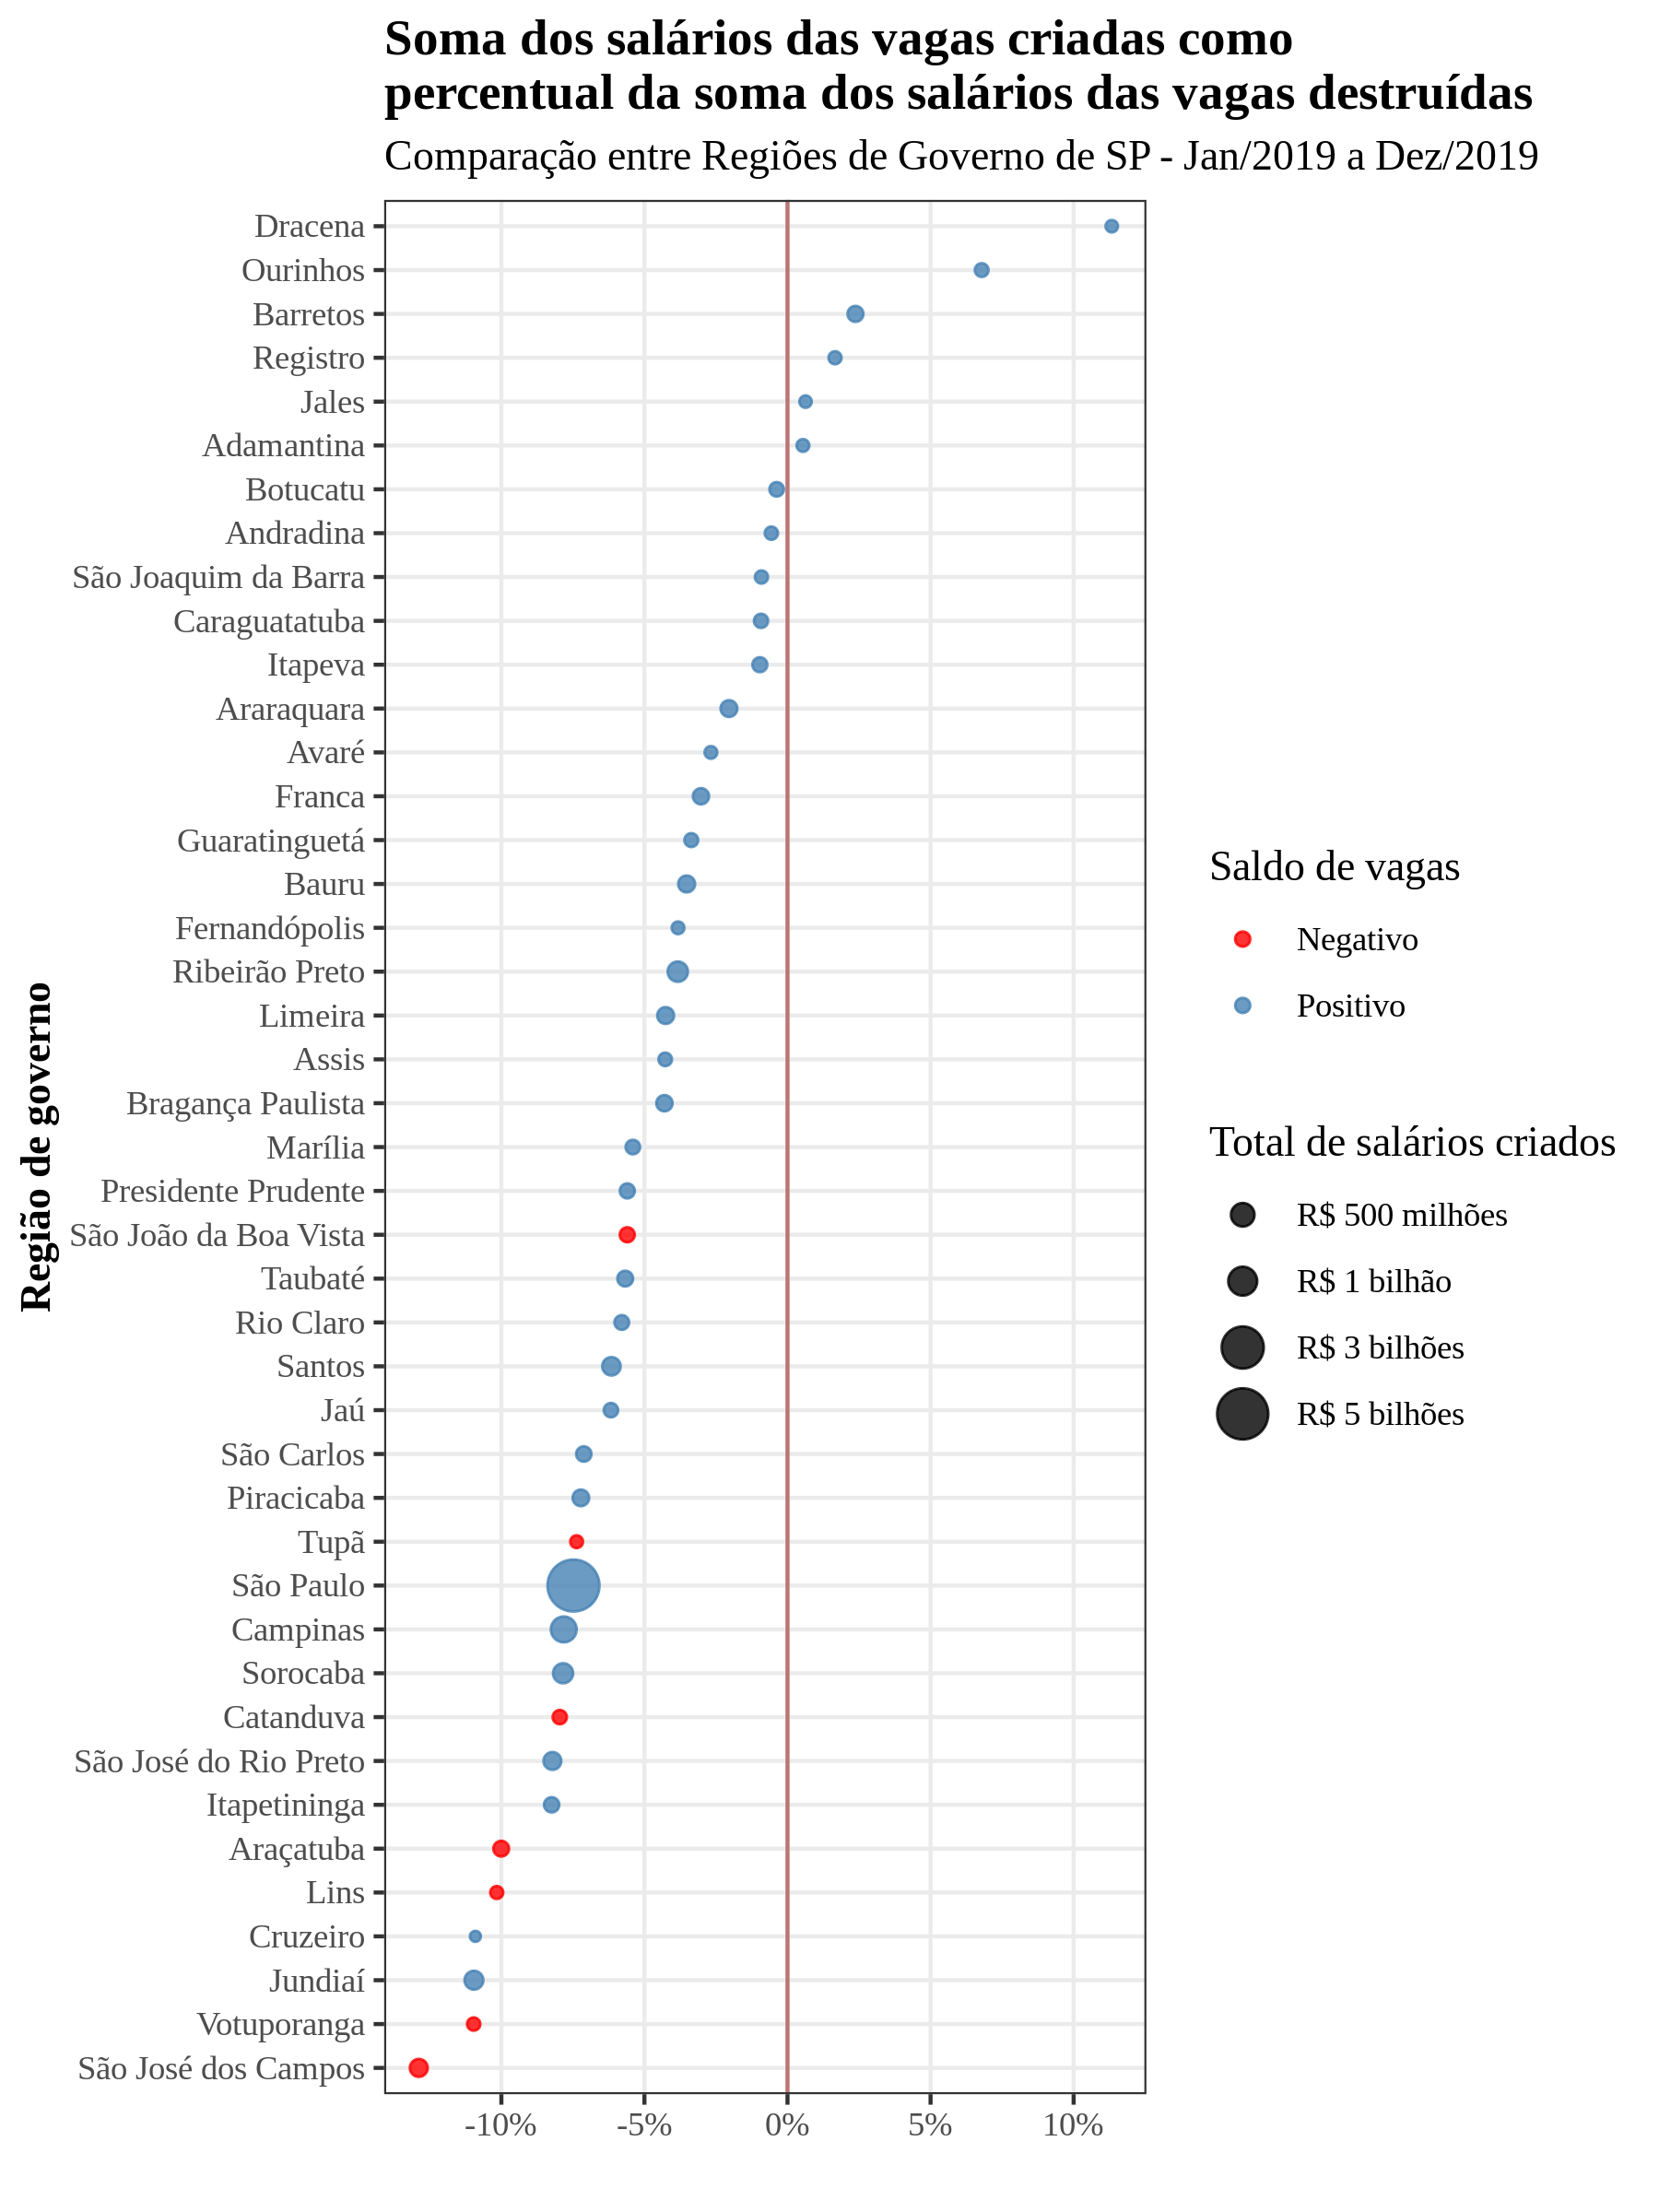 Soma dos salários das vagas criadas como
percentual da soma dos salários das vagas destruídas
Comparação entre Regiões de Governo de SP - Jan/2019 a Dez/2019
Região de governo
Dracena
Ourinhos
Barretos
Registro
Jales
Adamantina
Botucatu
Andradina
São Joaquim da Barra
Caraguatatuba
Itapeva
Araraquara
Avaré
Franca
Guaratinguetá
Bauru
Fernandópolis
Ribeirão Preto
Limeira
Assis
Bragança Paulista
Marília
Presidente Prudente
São João da Boa Vista
Taubaté
Rio Claro
Santos
Jaú
São Carlos
Piracicaba
Tupã
São Paulo
Campinas
Sorocaba
Catanduva
São José do Rio Preto
Itapetininga
Araçatuba
Lins
Cruzeiro
Jundiaí
Votuporanga
São José dos Campos
-10% -5% 0% 5% 10%
Saldo de vagas
Negativo
Positivo
Total de salários criados
R$ 500 milhões
R$ 1 bilhão
R$ 3 bilhões
R$ 5 bilhões